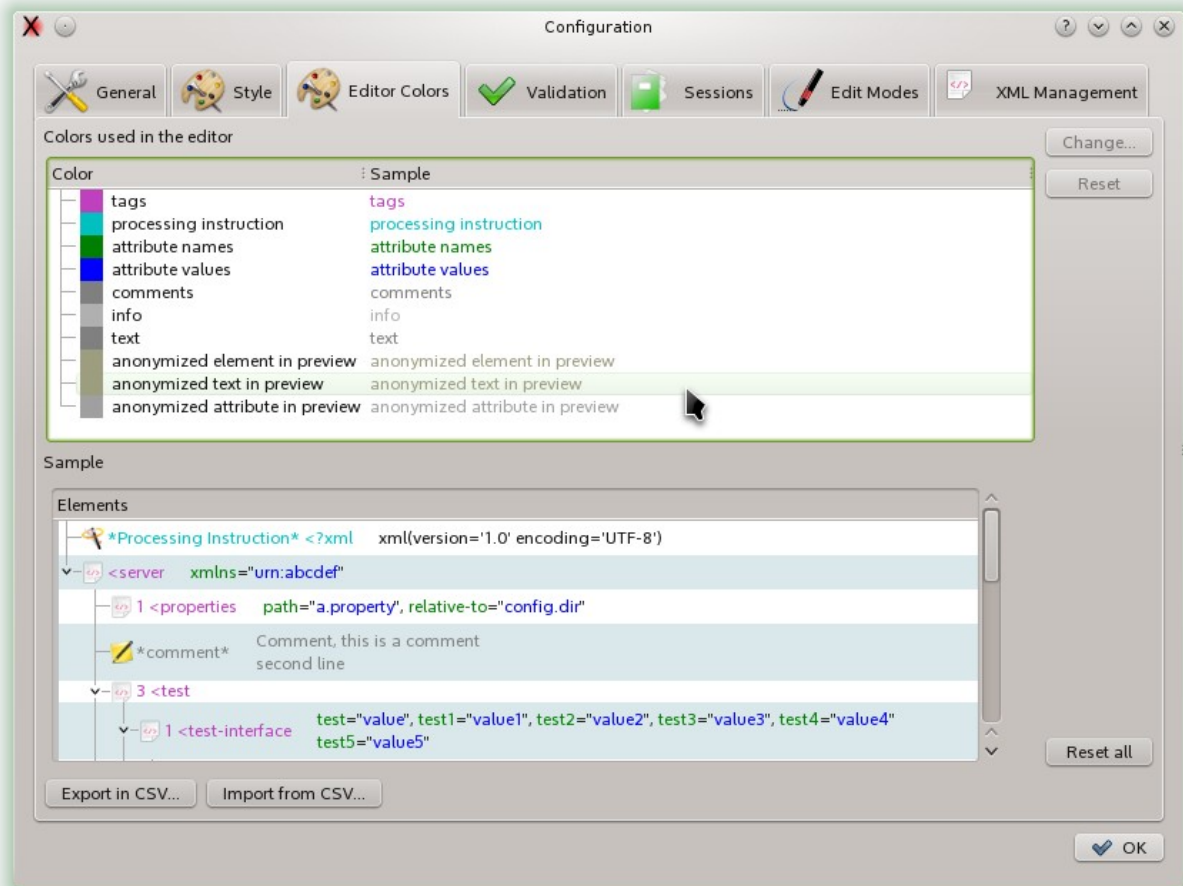 Configuration
General Style Editor Colors Validation Sessions Edit Modes XML Management
Colors used in the editor
Change...
Color Sample
Reset
tags tags
processing instruction processing instruction
attribute names attribute names
attribute values attribute values
comments comments
info info
text text
anonymized element in preview anonymized element in preview
anonymized text in preview anonymized text in preview
anonymized attribute in preview anonymized attribute in preview
Sample
Elements
*Processing Instruction* <?xml xml(version='1.0' encoding='UTF-8')
<server xmlns="urn:abcdef"
1 <properties path="a.property", relative-to="config.dir"
*comment* Comment, this is a comment
second line
3 <test
1 <test-interface test="value", test1="value1", test2="value2", test3="value3", test4="value4"
test5="value5"
Reset all
Export in CSV... Import from CSV...
OK